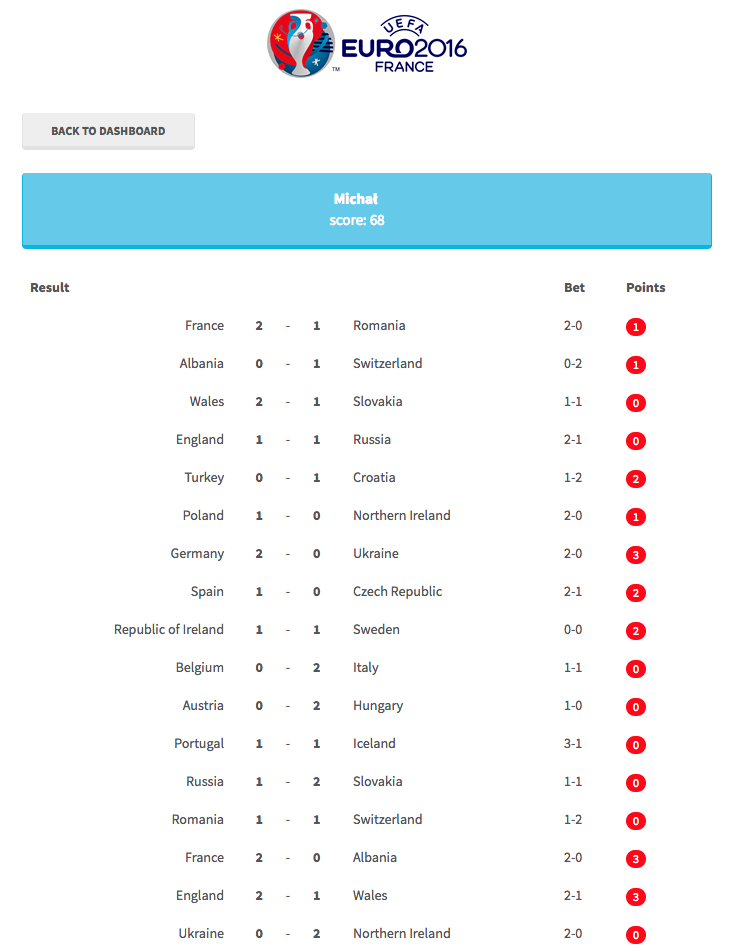 UEFA
EURO2016
FRANCE
TM
BACK TO DASHBOARD
Michał
score: 68
Result Bet Points
France 2 - 1 Romania 2-0 1
Albania 0 - 1 Switzerland 0-2 1
Wales 2 - 1 Slovakia 1-1 0
England 1 - 1 Russia 2-1 0
Turkey 0 - 1 Croatia 1-2 2
Poland 1 - 0 Northern Ireland 2-0 1
Germany 2 - 0 Ukraine 2-0 3
Spain 1 - 0 Czech Republic 2-1 2
Republic of Ireland 1 - 1 Sweden 0-0 2
Belgium 0 - 2 Italy 1-1 0
Austria 0 - 2 Hungary 1-0 0
Portugal 1 - 1 Iceland 3-1 0
Russia 1 - 2 Slovakia 1-1 0
Romania 1 - 1 Switzerland 1-2 0
France 2 - 0 Albania 2-0 3
England 2 - 1 Wales 2-1 3
Ukraine 0 - 2 Northern Ireland 2-0 0